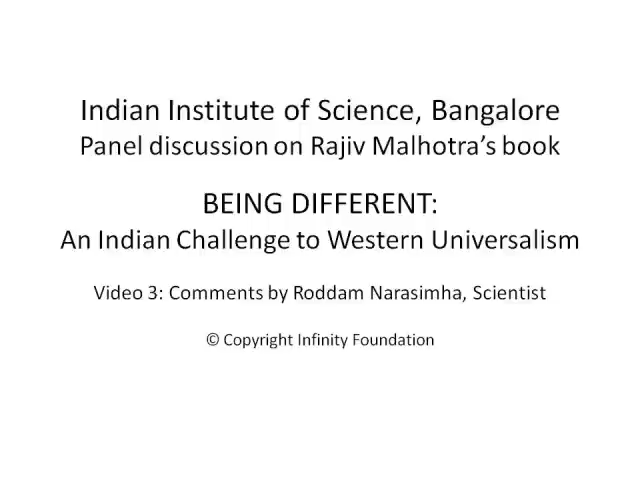 Indian Institute of Science, Bangalore
Panel discussion on Rajiv Malhotra’s book
BEING DIFFERENT:
An Indian Challenge to Western Universalism
Video 3: Comments by Roddam Narasimha, Scientist
© Copyright Infinity Foundation